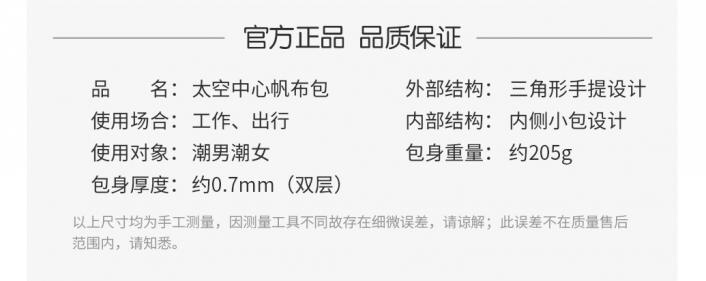 官方正品 品质保证
品　　名： 太空中心帆布包
外部结构： 三角形手提设计
使用场合： 工作、出行
内部结构： 内侧小包设计
使用对象： 潮男潮女
包身重量： 约205g
包身厚度： 约0.7mm（双层）
以上尺寸均为手工测量，因测量工具不同故存在细微误差，请谅解；此误差不在质量售后
范围内，请知悉。